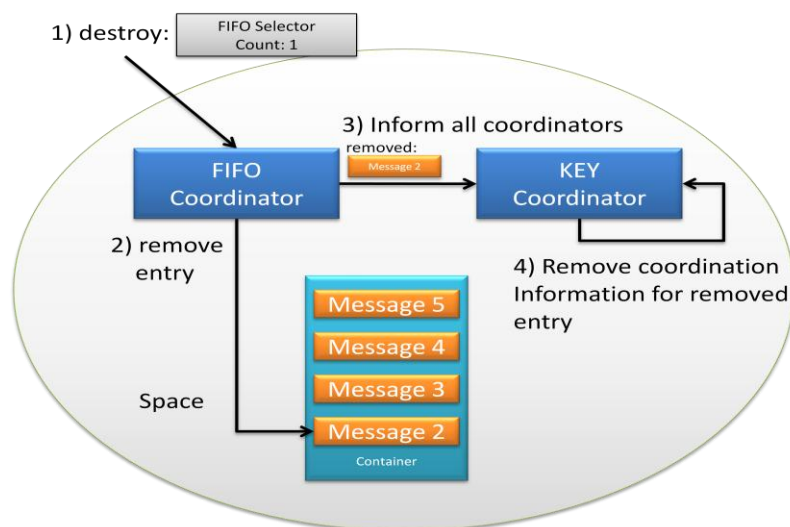 1) destroy:
FIFO Selector
Count: 1
3) Inform all coordinators
removed:
Message 2
FIFO
Coordinator
KEY
Coordinator
2) remove
entry
4) Remove coordination
Information for removed
entry
Message 5
Message 4
Message 3
Message 2
Container
Space